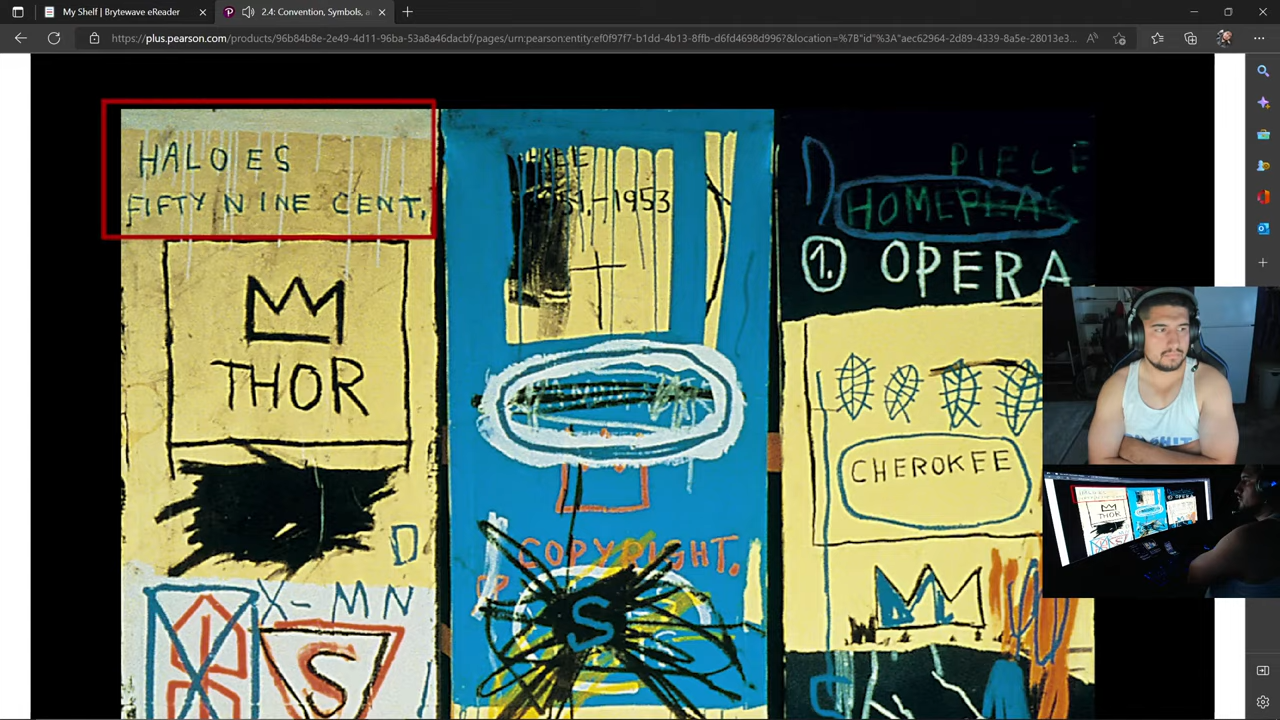 My Shelf | Brytewave eReader
2.4: Convention, Symbols, a
https://plus.pearson.com/products/96b84b8e-2e49-4d11-96ba-53a8a46dacbf/pages/urn:pearson:entity:ef0f97f7-b1dd-4b13-8ffb-d6fd4698d996?&location=%7B"id"%3A"aec62964-2d89-4339-8a5e-28013e3...
HALOES
FIFTY NINE CENT.
THOR
X-MN
S
1953
COPYRIGHT.
S
PIECE
HOMEPEAS
1. OPERA
CHEROKEE